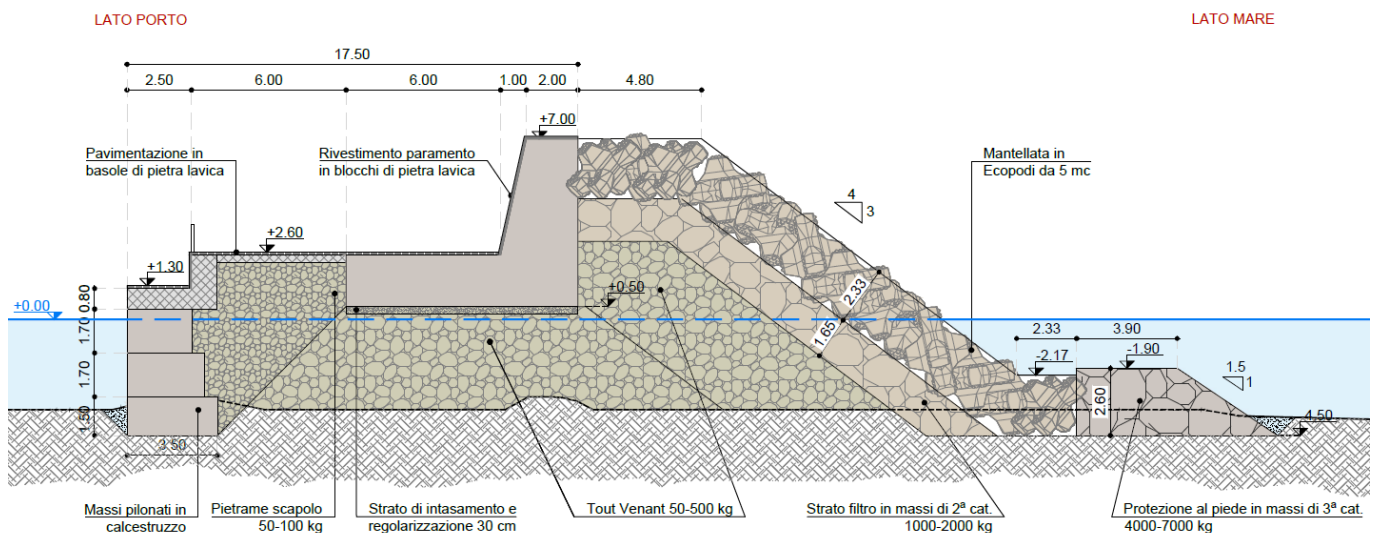 LATO PORTO
LATO MARE
17.50
2.50
6.00
6.00
1.00
2.00
4.80
+7.00
Pavimentazione in
basole di pietra lavica
Rivestimento paramento
in blocchi di pietra lavica
Mantellata in
Ecopodi da 5 mc
4
3
+2.60
+1.30
+0.50
+0.00
0.80
1.70
1.70
1.50
2.33
1.65
2.33
3.90
-2.17
-1.90
1.5
1
2.60
-4.50
3.50
Massi pilonati in
calcestruzzo
Pietrame scapolo
50-100 kg
Strato di intasamento e
regolarizzazione 30 cm
Tout Venant 50-500 kg
Strato filtro in massi di 2ª cat.
1000-2000 kg
Protezione al piede in massi di 3ª cat.
4000-7000 kg